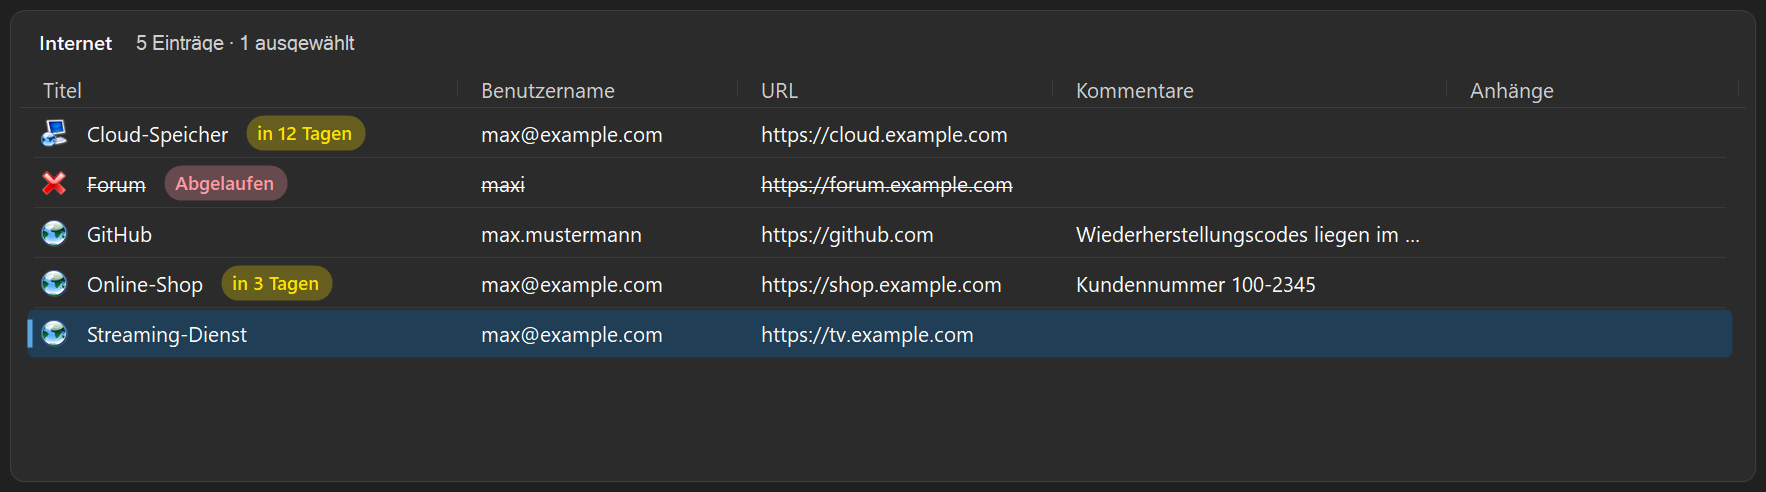 Internet 5 Einträge · 1 ausgewählt
Titel Benutzername URL Kommentare Anhänge
Cloud-Speicher in 12 Tagen max@example.com https://cloud.example.com
Forum Abgelaufen maxi https://forum.example.com
GitHub max.mustermann https://github.com Wiederherstellungscodes liegen im ...
Online-Shop in 3 Tagen max@example.com https://shop.example.com Kundennummer 100-2345
Streaming-Dienst max@example.com https://tv.example.com